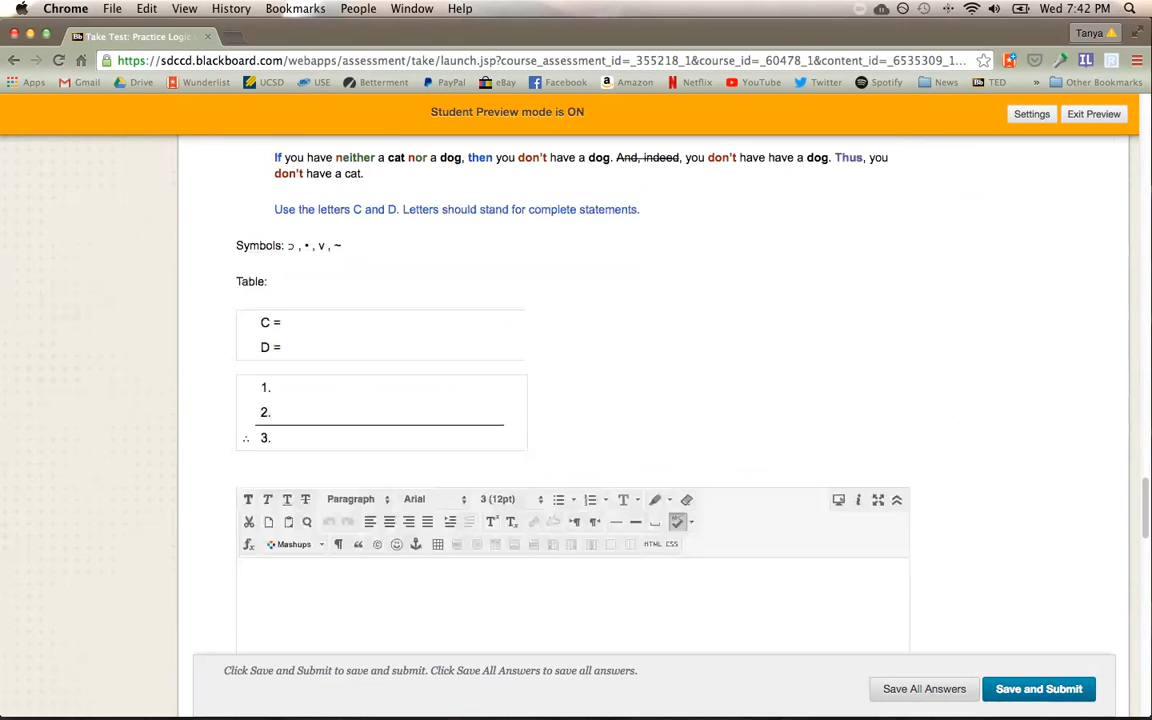 Chrome File Edit View History Bookmarks People Window Help Wed 7:42 PM
Take Test: Practice Logic Tanya
https://sdccd.blackboard.com/webapps/assessment/take/launch.jsp?course_assessment_id=_355218_1&course_id=_60478_1&content_id=_6535309_1...
Apps Gmail Drive Wunderlist UCSD USE Betterment PayPal eBay Facebook Amazon Netflix YouTube Twitter Spotify News TED » Other Bookmarks
Student Preview mode is ON Settings Exit Preview
If you have neither a cat nor a dog, then you don't have a dog. And, indeed, you don't have have a dog. Thus, you
don't have a cat.
Use the letters C and D. Letters should stand for complete statements.
Symbols: ⊃ , • , v , ~
Table:
C =
D =
1.
2.
∴ 3.
T T T T Paragraph Arial 3 (12pt) T
fx Mashups ¶ “ © HTML CSS
Click Save and Submit to save and submit. Click Save All Answers to save all answers.
Save All Answers Save and Submit